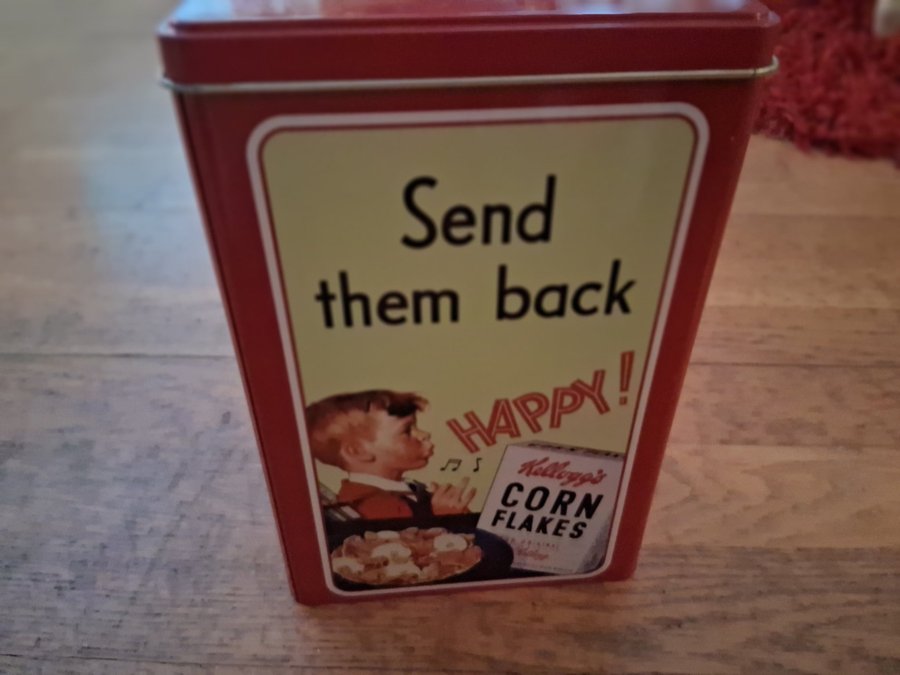 Send
them back
HAPPY!
Kellogg's
CORN
FLAKES